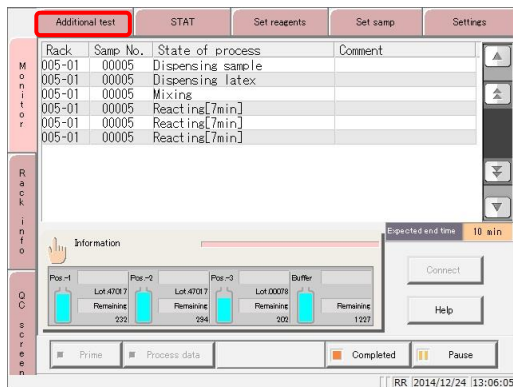 Additional test STAT Set reagents Set samp Settings
Monitor
Rack info
QC screen
Rack Samp No. State of process Comment
005-01 00005 Dispensing sample
005-01 00005 Dispensing latex
005-01 00005 Mixing
005-01 00005 Reacting[7min]
005-01 00005 Reacting[7min]
005-01 00005 Reacting[7min]
Expected end time 10 min
Information
Pos.-1 Pos.-2 Pos.-3 Buffer
Lot.47017 Lot.47017 Lot.00078
Remaining Remaining Remaining Remaining
232 294 202 1227
Connect
Help
Prime Process data Completed Pause
RR 2014/12/24 13:06:05